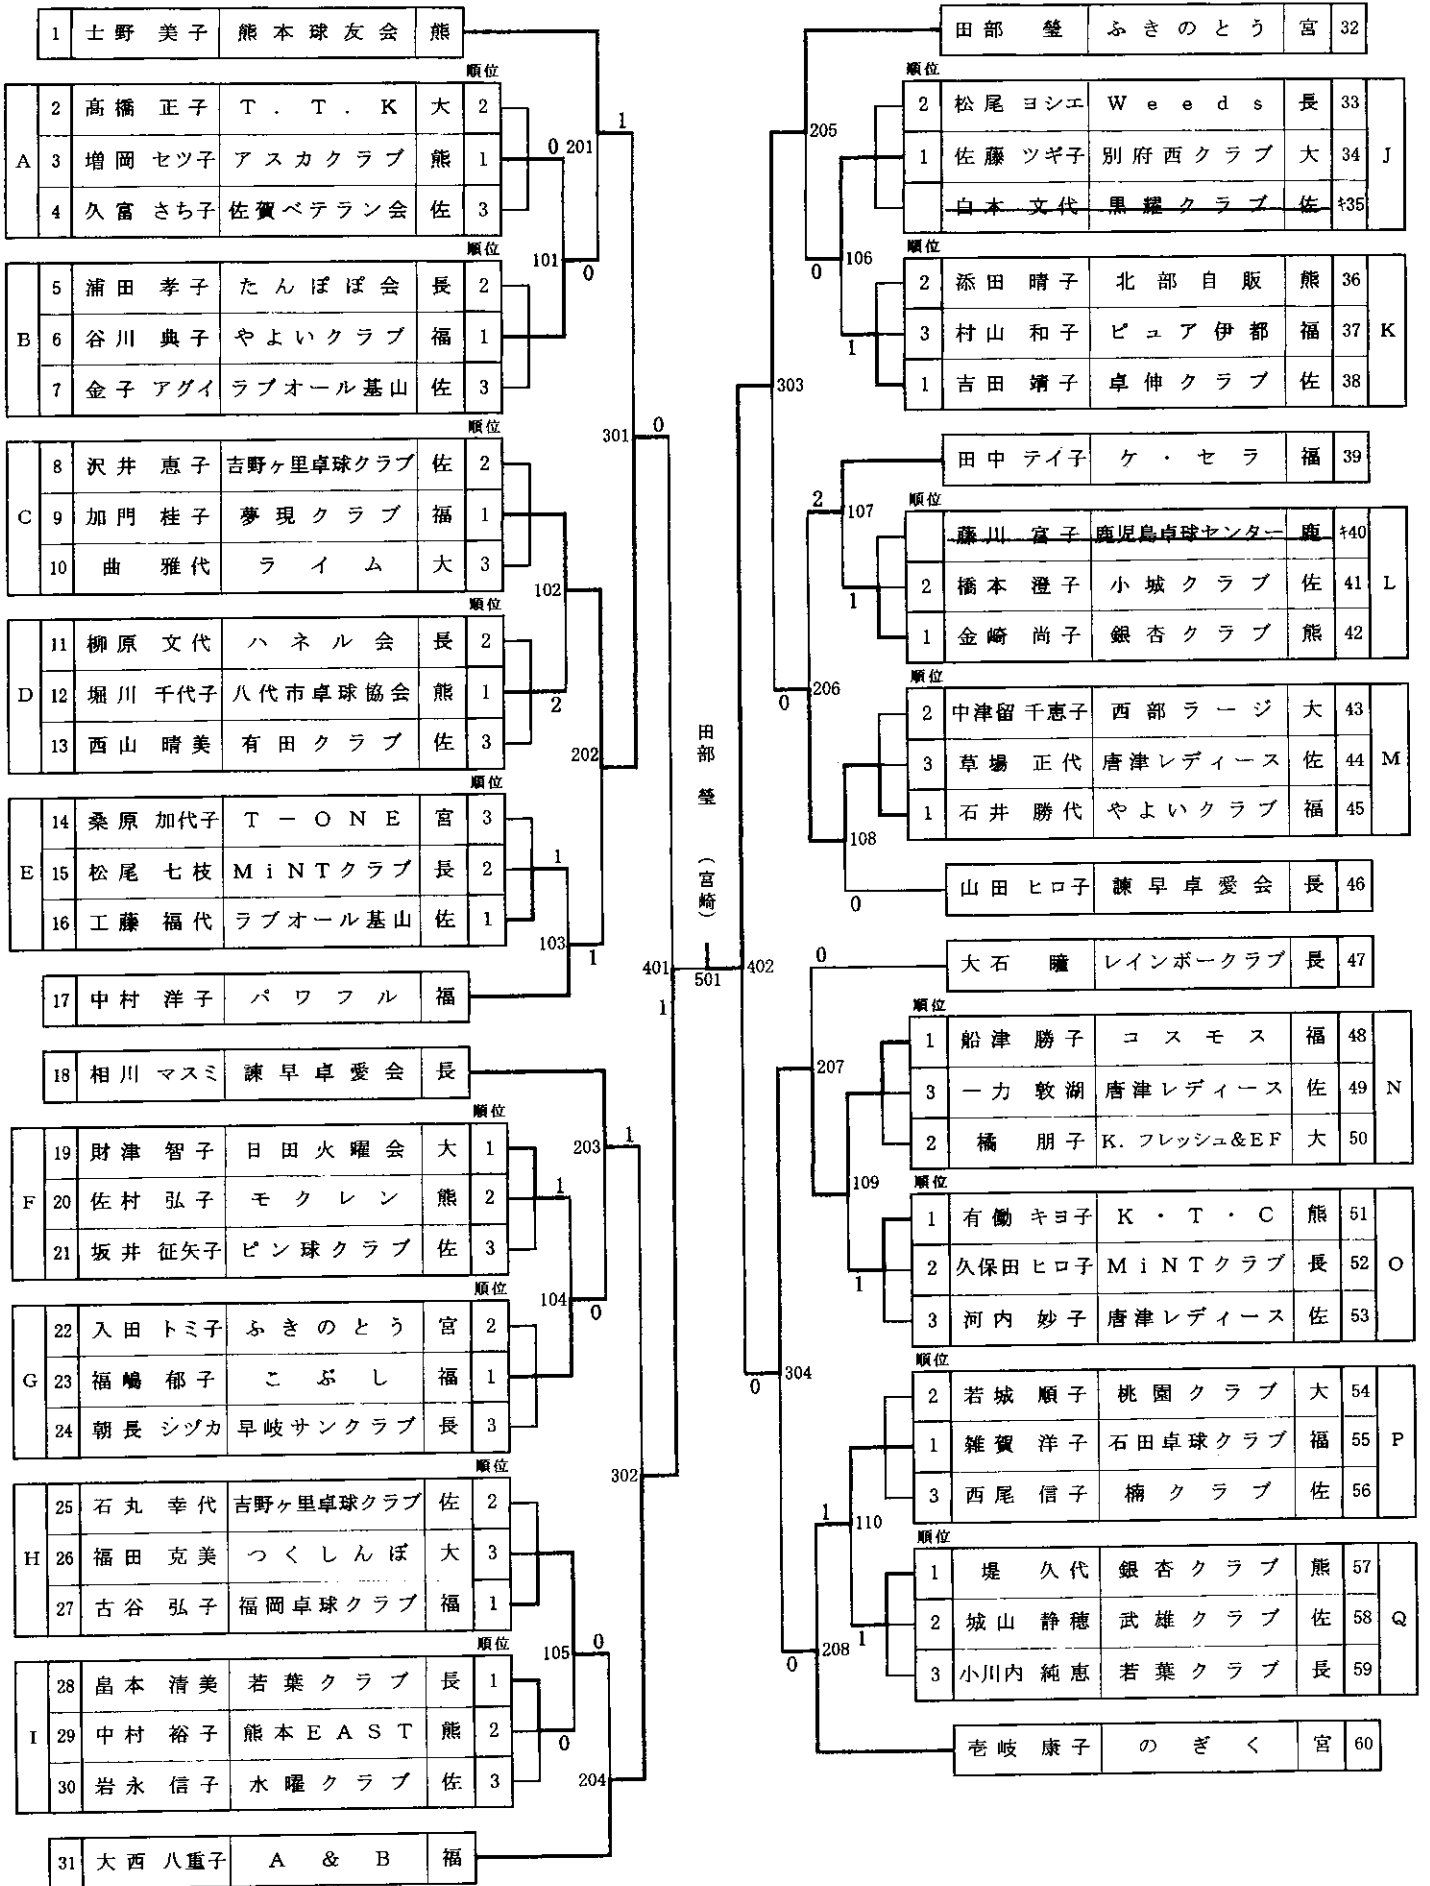 1 士野 美子 熊本球友会 熊
順位
A
2 高橋 正子 T.T.K 大 2
3 増岡 セツ子 アスカクラブ 熊 1
4 久富 さち子 佐賀ベテラン会 佐 3
順位
B
5 浦田 孝子 たんぽぽ会 長 2
6 谷川 典子 やよいクラブ 福 1
7 金子 アグイ ラブオール基山 佐 3
順位
C
8 沢井 恵子 吉野ヶ里卓球クラブ 佐 2
9 加門 桂子 夢現クラブ 福 1
10 曲 雅代 ライム 大 3
順位
D
11 柳原 文代 ハネル会 長 2
12 堀川 千代子 八代市卓球協会 熊 1
13 西山 晴美 有田クラブ 佐 3
順位
E
14 桑原 加代子 T－ONE 宮 3
15 松尾 七枝 MiNTクラブ 長 2
16 工藤 福代 ラブオール基山 佐 1
17 中村 洋子 パワフル 福
18 相川 マスミ 諫早卓愛会 長
順位
F
19 財津 智子 日田火曜会 大 1
20 佐村 弘子 モクレン 熊 2
21 坂井 征矢子 ピン球クラブ 佐 3
順位
G
22 入田 トミ子 ふきのとう 宮 2
23 福嶋 郁子 こぶし 福 1
24 朝長 シヅカ 早岐サンクラブ 長 3
順位
H
25 石丸 幸代 吉野ヶ里卓球クラブ 佐 2
26 福田 克美 つくしんぼ 大 3
27 古谷 弘子 福岡卓球クラブ 福 1
順位
I
28 畠本 清美 若葉クラブ 長 1
29 中村 裕子 熊本EAST 熊 2
30 岩永 信子 水曜クラブ 佐 3
31 大西 八重子 A & B 福
1
0 201
101
0
301 0
102
2
202
1
103
1
401
1
203 1
1
104
0
302
105 0
0
204
田部 瑩 （宮崎）
501
402
205
0 106
1
303
2
107
1
206
0
108
0
0
207
109
1
304
0
1
110
1
208
0
田部 瑩 ふきのとう 宮 32
順位
2 松尾 ヨシエ Weeds 長 33
1 佐藤 ツギ子 別府西クラブ 大 34
白本 文代 黒耀クラブ 佐 ｷ35
J
順位
2 添田 晴子 北部自販 熊 36
3 村山 和子 ピュア伊都 福 37
1 吉田 靖子 卓伸クラブ 佐 38
K
田中 テイ子 ケ・セラ 福 39
順位
藤川 富子 鹿児島卓球センター 鹿 ｷ40
2 橋本 澄子 小城クラブ 佐 41
1 金崎 尚子 銀杏クラブ 熊 42
L
順位
2 中津留 千恵子 西部ラージ 大 43
3 草場 正代 唐津レディース 佐 44
1 石井 勝代 やよいクラブ 福 45
M
山田 ヒロ子 諫早卓愛会 長 46
大石 瞳 レインボークラブ 長 47
順位
1 船津 勝子 コスモス 福 48
3 一力 敦湖 唐津レディース 佐 49
2 橘 朋子 K.フレッシュ&EF 大 50
N
順位
1 有働 キヨ子 K・T・C 熊 51
2 久保田 ヒロ子 MiNTクラブ 長 52
3 河内 妙子 唐津レディース 佐 53
O
順位
2 若城 順子 桃園クラブ 大 54
1 雑賀 洋子 石田卓球クラブ 福 55
3 西尾 信子 楠クラブ 佐 56
P
順位
1 堤 久代 銀杏クラブ 熊 57
2 城山 静穂 武雄クラブ 佐 58
3 小川内 純恵 若葉クラブ 長 59
Q
壱岐 康子 のぎく 宮 60